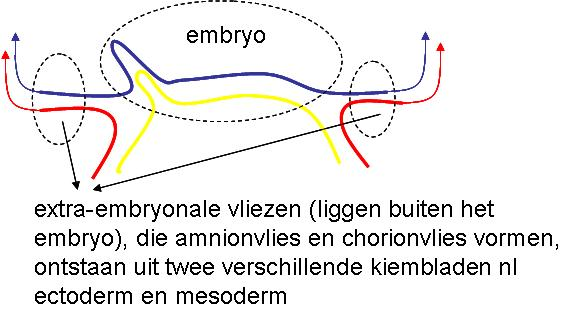 embryo
extra-embryonale vliezen (liggen buiten het
embryo), die amnionvlies en chorionvlies vormen,
ontstaan uit twee verschillende kiembladen nl
ectoderm en mesoderm